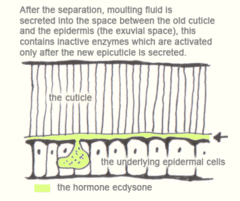 After the separation, moulting fluid is
secreted into the space between the old cuticle
and the epidermis (the exuvial space), this
contains inactive enzymes which are activated
only after the new epicuticle is secreted.
the cuticle
the underlying epidermal cells
the hormone ecdysone